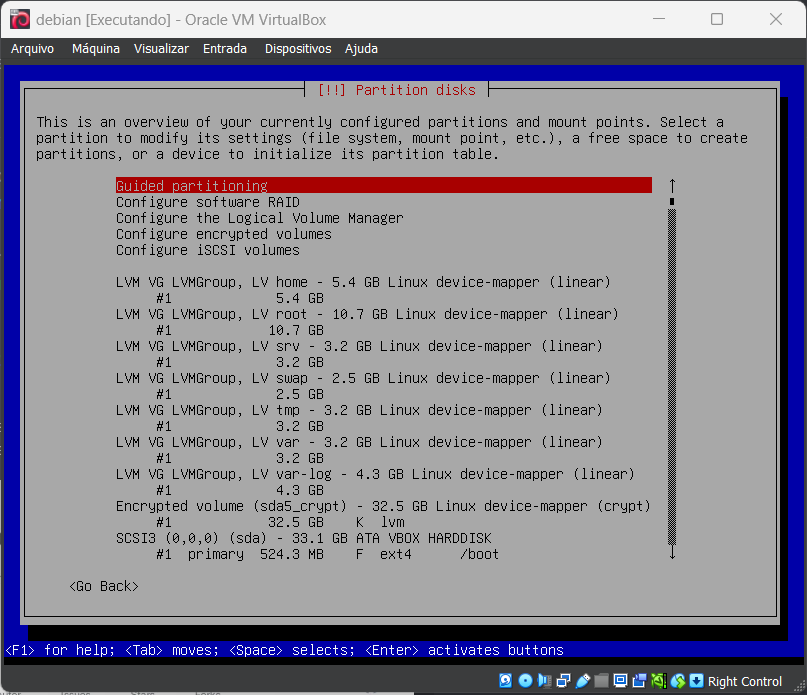 debian [Executando] - Oracle VM VirtualBox
Arquivo Máquina Visualizar Entrada Dispositivos Ajuda
[!!] Partition disks
This is an overview of your currently configured partitions and mount points. Select a
partition to modify its settings (file system, mount point, etc.), a free space to create
partitions, or a device to initialize its partition table.
Guided partitioning
Configure software RAID
Configure the Logical Volume Manager
Configure encrypted volumes
Configure iSCSI volumes
LVM VG LVMGroup, LV home - 5.4 GB Linux device-mapper (linear)
#1 5.4 GB
LVM VG LVMGroup, LV root - 10.7 GB Linux device-mapper (linear)
#1 10.7 GB
LVM VG LVMGroup, LV srv - 3.2 GB Linux device-mapper (linear)
#1 3.2 GB
LVM VG LVMGroup, LV swap - 2.5 GB Linux device-mapper (linear)
#1 2.5 GB
LVM VG LVMGroup, LV tmp - 3.2 GB Linux device-mapper (linear)
#1 3.2 GB
LVM VG LVMGroup, LV var - 3.2 GB Linux device-mapper (linear)
#1 3.2 GB
LVM VG LVMGroup, LV var-log - 4.3 GB Linux device-mapper (linear)
#1 4.3 GB
Encrypted volume (sda5_crypt) - 32.5 GB Linux device-mapper (crypt)
#1 32.5 GB K lvm
SCSI3 (0,0,0) (sda) - 33.1 GB ATA VBOX HARDDISK
#1 primary 524.3 MB F ext4 /boot
<Go Back>
<F1> for help; <Tab> moves; <Space> selects; <Enter> activates buttons
Right Control